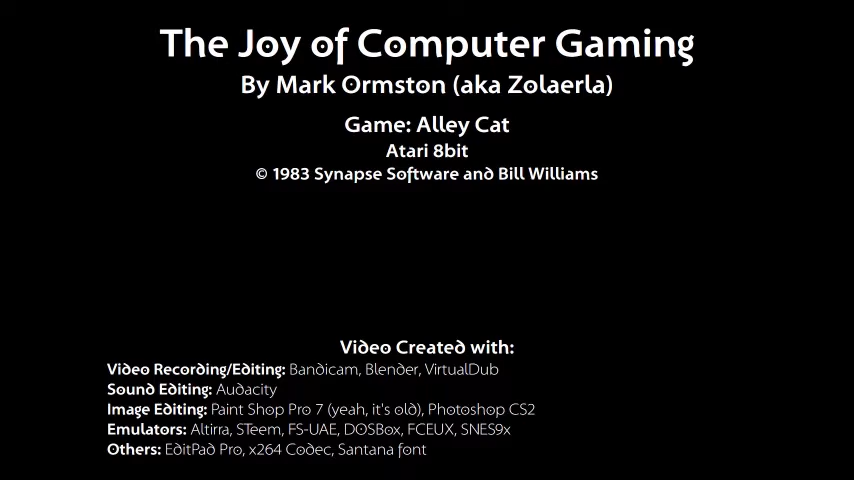 The Joy of Computer Gaming
By Mark Ormston (aka Zolaerla)
Game: Alley Cat
Atari 8bit
© 1983 Synapse Software and Bill Williams
Video Created with:
Video Recording/Editing: Bandicam, Blender, VirtualDub
Sound Editing: Audacity
Image Editing: Paint Shop Pro 7 (yeah, it's old), Photoshop CS2
Emulators: Altirra, STeem, FS-UAE, DOSBox, FCEUX, SNES9x
Others: EditPad Pro, x264 Codec, Santana font